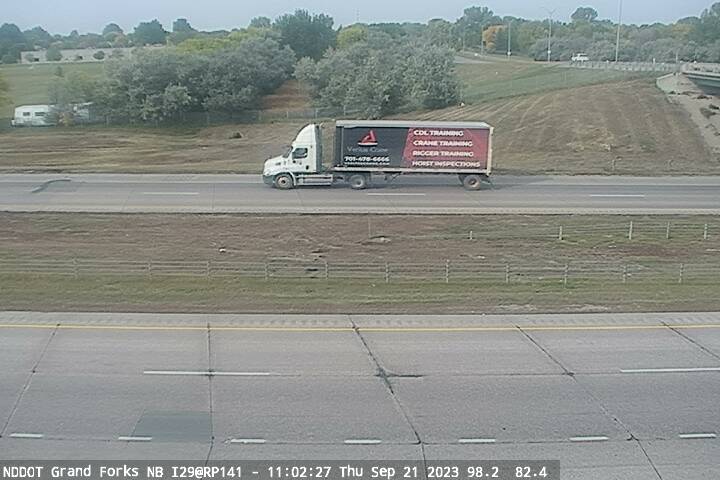 Veritas Crane
701-478-6666
CDL TRAINING
CRANE TRAINING
RIGGER TRAINING
HOIST INSPECTIONS
NDDOT Grand Forks NB I29@RP141 - 11:02:27 Thu Sep 21 2023 98.2 82.4